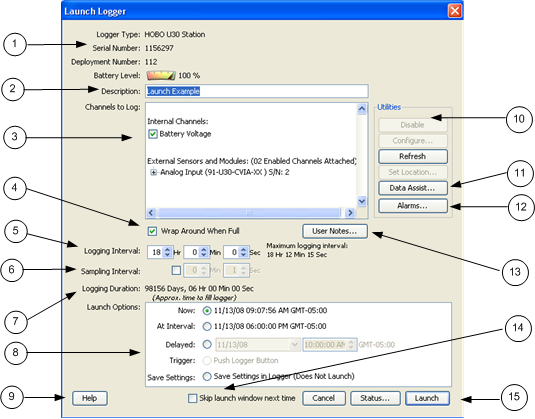 Launch Logger
1
Logger Type: HOBO U30 Station
Serial Number: 1156297
Deployment Number: 112
Battery Level: 100 %
2
Description: Launch Example
Channels to Log:
Utilities
3
Internal Channels:
Battery Voltage
External Sensors and Modules: (02 Enabled Channels Attached)
Analog Input (91-U30-CVIA-XX ) S/N: 2
Disable
10
Configure...
Refresh
Set Location...
Data Assist...
11
Alarms...
12
4
Wrap Around When Full
User Notes...
13
5
Logging Interval: 18 Hr 0 Min 0 Sec
Maximum logging interval:
18 Hr 12 Min 15 Sec
6
Sampling Interval: 0 Min 1 Sec
7
Logging Duration: 98156 Days, 06 Hr 00 Min 00 Sec
(Approx. time to fill logger)
8
Launch Options:
Now: 11/13/08 09:07:56 AM GMT-05:00
At Interval: 11/13/08 06:00:00 PM GMT-05:00
Delayed: 11/13/08 10:00:00 AM GMT-05:00
Trigger: Push Logger Button
Save Settings: Save Settings in Logger (Does Not Launch)
14
9
Help
Skip launch window next time
Cancel
Status...
Launch
15